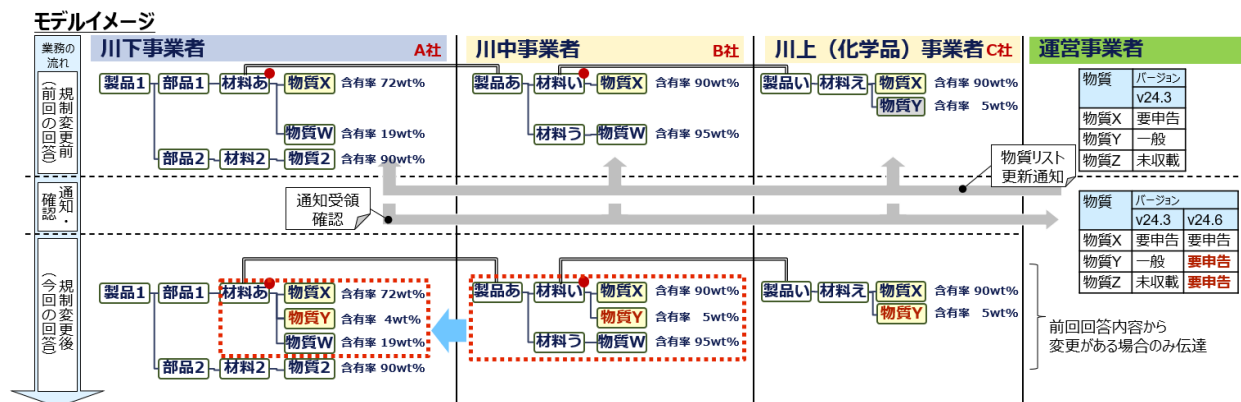 モデルイメージ
業務の
流れ
川下事業者
A社
川中事業者
B社
川上（化学品）事業者
C社
運営事業者
規制変更前
（前回の回答）
製品1
部品1
材料あ
物質X
含有率 72wt%
物質W
含有率 19wt%
部品2
材料2
物質2
含有率 90wt%
製品あ
材料い
物質X
含有率 90wt%
材料う
物質W
含有率 95wt%
製品い
材料え
物質X
含有率 90wt%
物質Y
含有率 5wt%
物質
バージョン
v24.3
物質X
要申告
物質Y
一般
物質Z
未収載
通知・
確認
通知受領
確認
物質リスト
更新通知
物質
バージョン
v24.3
v24.6
物質X
要申告
要申告
物質Y
一般
要申告
物質Z
未収載
要申告
規制変更後
（今回の回答）
製品1
部品1
材料あ
物質X
含有率 72wt%
物質Y
含有率 4wt%
物質W
含有率 19wt%
部品2
材料2
物質2
含有率 90wt%
製品あ
材料い
物質X
含有率 90wt%
物質Y
含有率 5wt%
材料う
物質W
含有率 95wt%
製品い
材料え
物質X
含有率 90wt%
物質Y
含有率 5wt%
前回回答内容から
変更がある場合のみ伝達